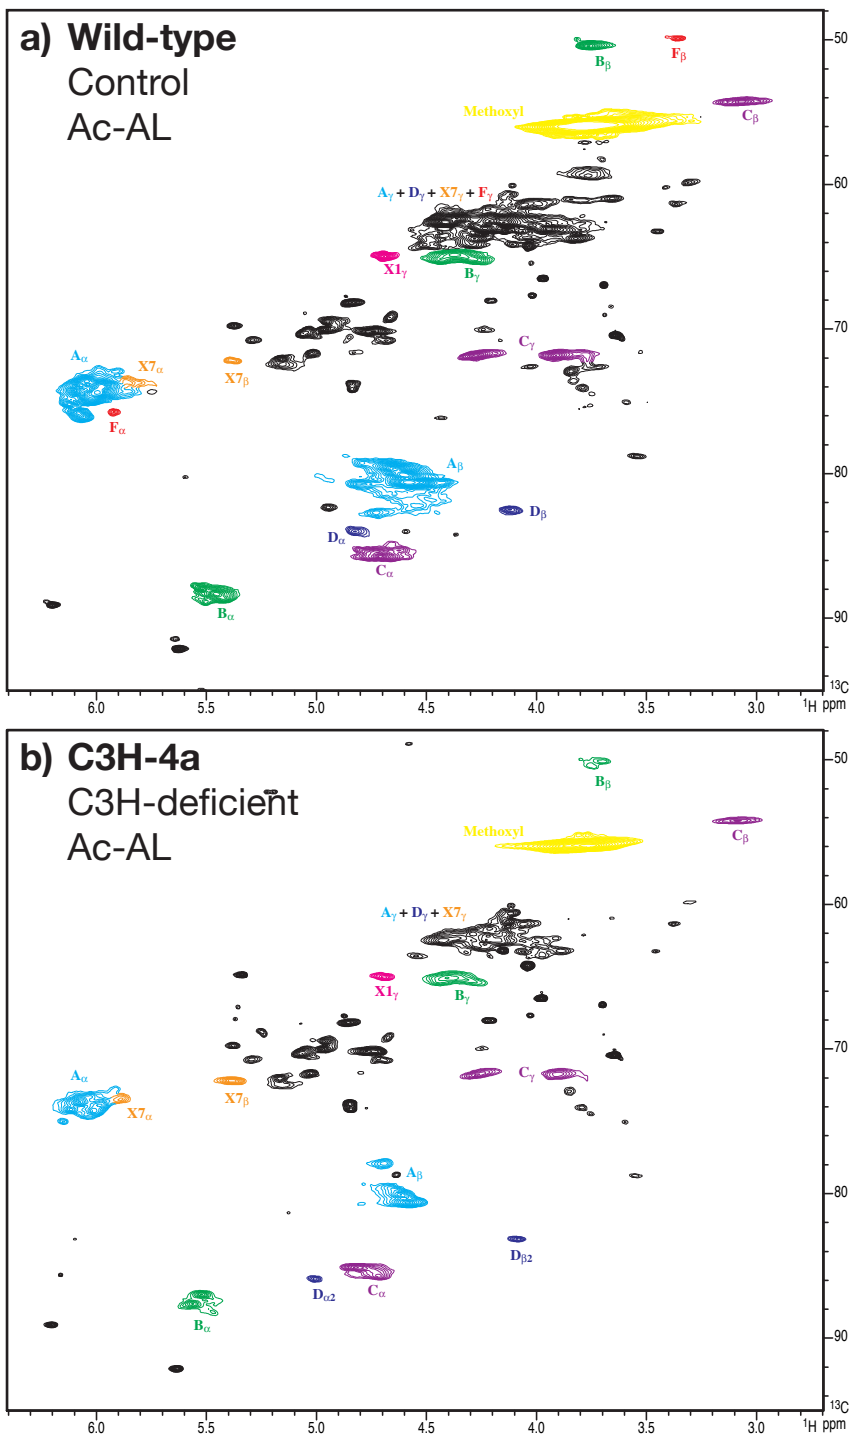 a) Wild-type
Control
Ac-AL
50
Bβ
Fβ
Methoxyl
Cβ
60
Aγ + Dγ + X7γ + Fγ
X1γ
Bγ
70
Cγ
Aα
X7α
X7β
Fα
Aβ
80
Dα
Dβ
Cα
Bα
90
13C
6.0 5.5 5.0 4.5 4.0 3.5 3.0 1H ppm
b) C3H-4a
C3H-deficient
Ac-AL
50
Bβ
Methoxyl
Cβ
60
Aγ + Dγ + X7γ
X1γ
Bγ
70
Cγ
Aα
X7α
X7β
Aβ
80
Dβ2
Dα2
Cα
Bα
90
13C
6.0 5.5 5.0 4.5 4.0 3.5 3.0 1H ppm